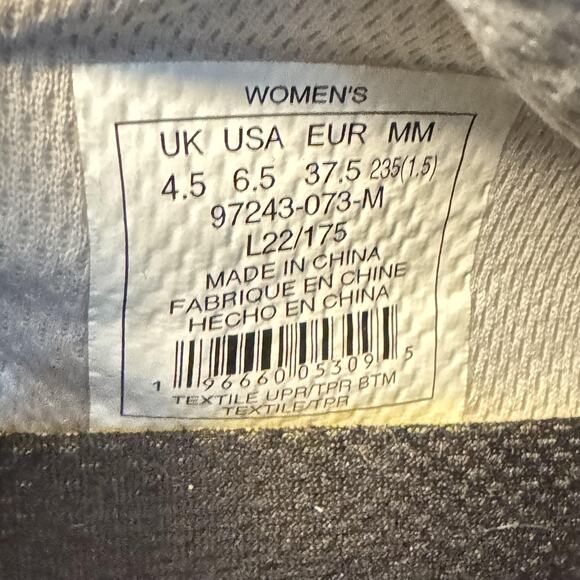 WOMEN'S
UK USA EUR MM
4.5 6.5 37.5 235(1.5)
97243-073-M
L22/175
MADE IN CHINA
FABRIQUE EN CHINE
HECHO EN CHINA
1 96660 05309 5
TEXTILE UPR/TPR BTM
TEXTILE/TPR